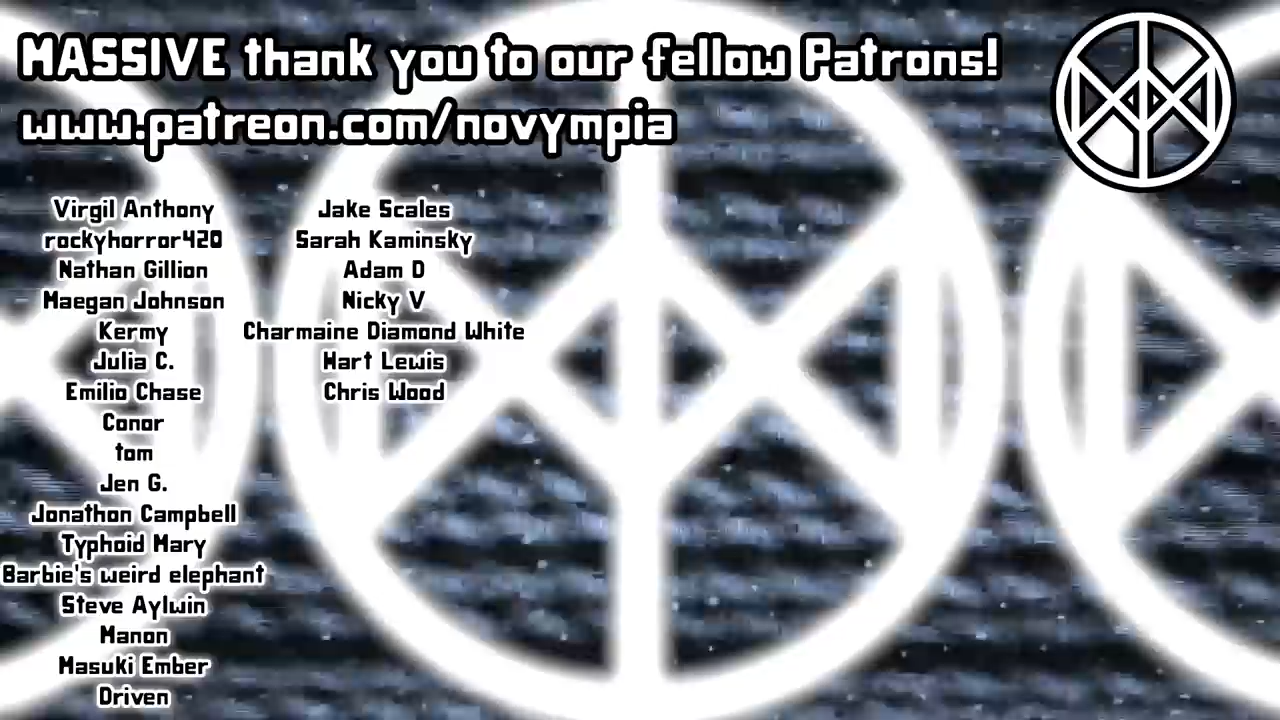 MASSIVE thank you to our fellow Patrons!
www.patreon.com/novympia
Virgil Anthony
rockyhorror420
Nathan Gillion
Maegan Johnson
Kermy
Julia C.
Emilio Chase
Conor
tom
Jen G.
Jonathon Campbell
Typhoid Mary
Barbie's weird elephant
Steve Aylwin
Manon
Masuki Ember
Driven
Jake Scales
Sarah Kaminsky
Adam D
Nicky V
Charmaine Diamond White
Mart Lewis
Chris Wood